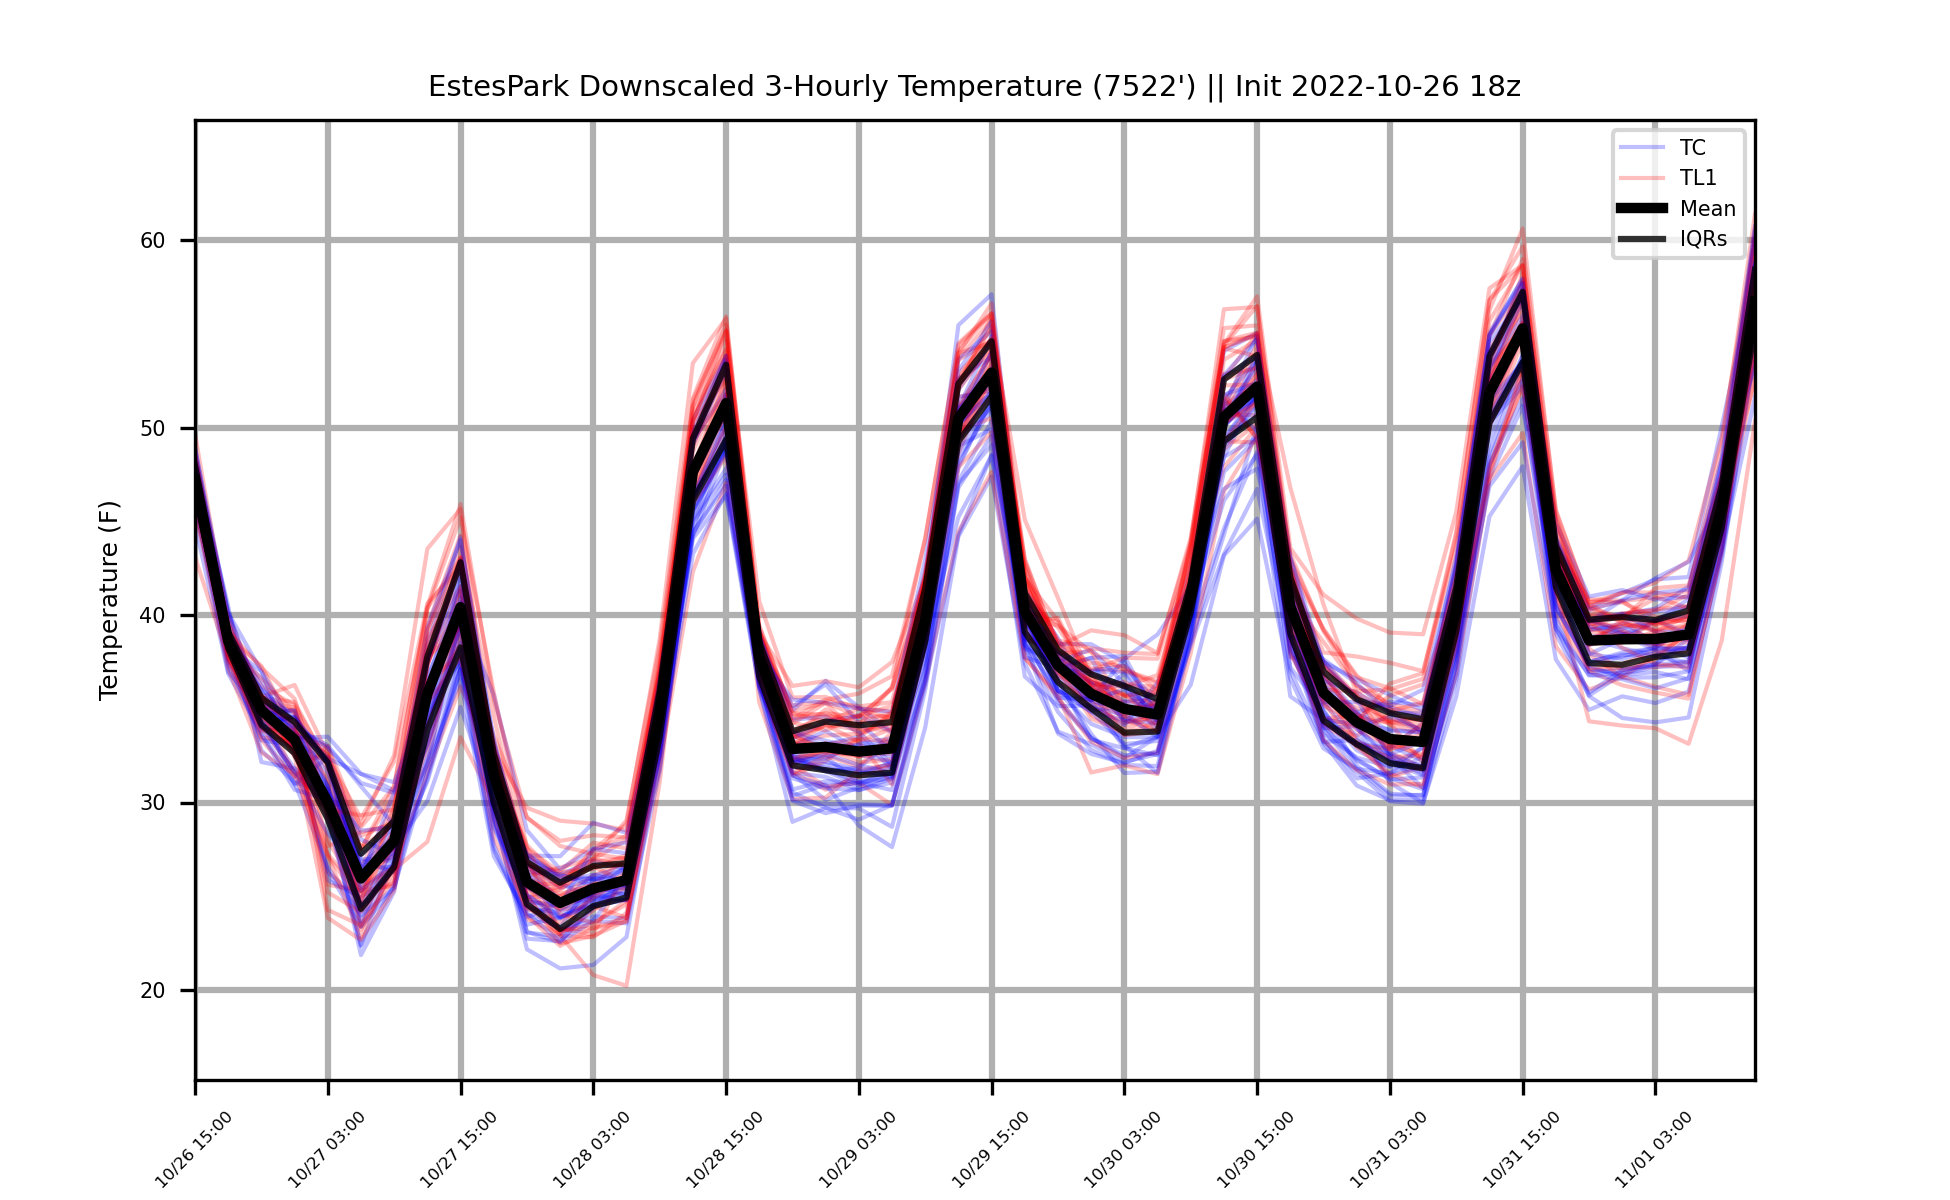 EstesPark Downscaled 3-Hourly Temperature (7522') || Init 2022-10-26 18z
TC
TL1
Mean
IQRs
Temperature (F)
60
50
40
30
20
10/26 15:00
10/27 03:00
10/27 15:00
10/28 03:00
10/28 15:00
10/29 03:00
10/29 15:00
10/30 03:00
10/30 15:00
10/31 03:00
10/31 15:00
11/01 03:00